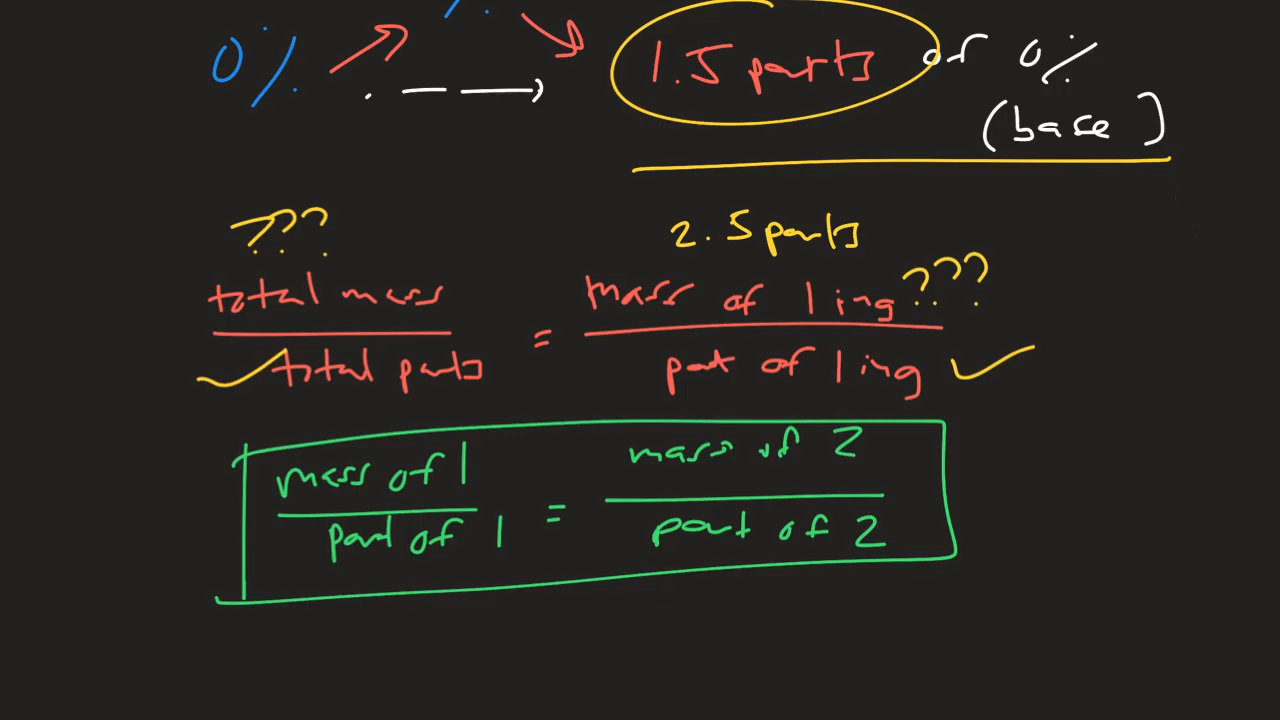 0%
%.
1.5 parts of 0%
(base)
???
2.5 parts
total mass = mass of 1 ing ???
total parts part of 1 ing
mass of 1 = mass of 2
part of 1 part of 2